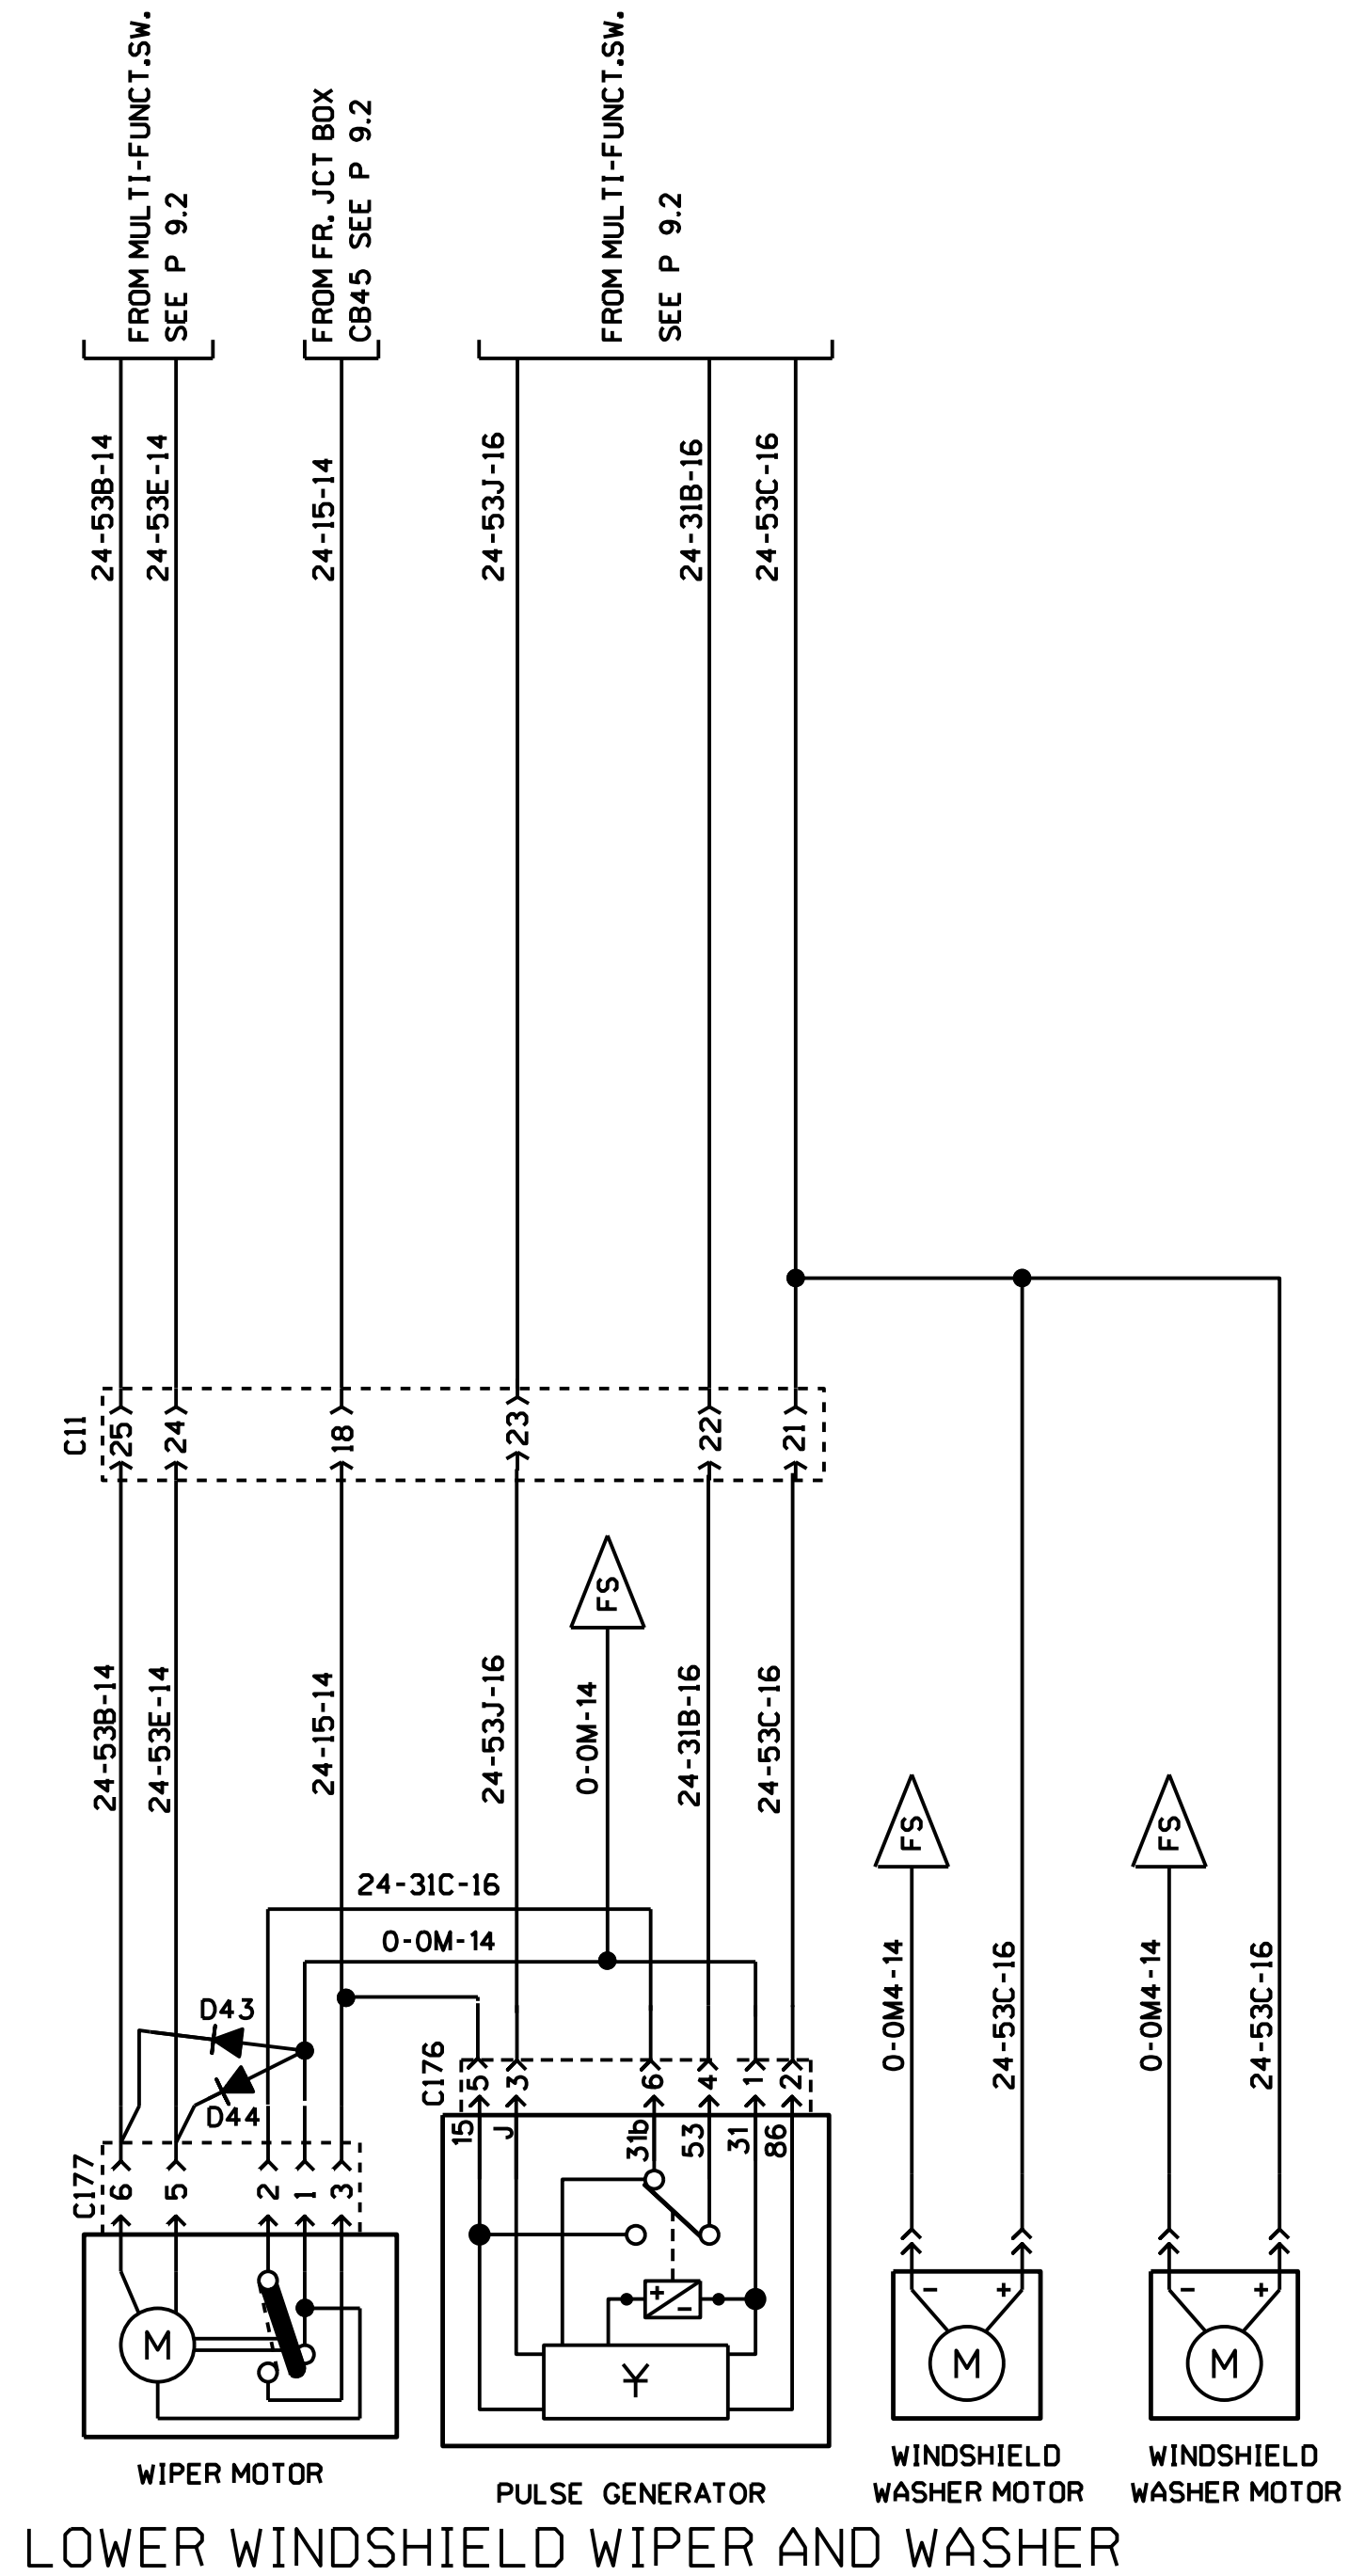 FROM MULTI-FUNCT.SW.
SEE P 9.2
FROM FR. JCT BOX
CB45 SEE P 9.2
FROM MULTI-FUNCT.SW.
SEE P 9.2
24-53B-14
24-53E-14
24-15-14
24-53J-16
24-31B-16
24-53C-16
C11
25
24
18
23
22
21
FS
24-53B-14
24-53E-14
24-15-14
24-53J-16
0-0M-14
24-31B-16
24-53C-16
FS
FS
24-31C-16
0-0M-14
0-0M4-14
24-53C-16
0-0M4-14
24-53C-16
D43
D44
C176
5
3
6
4
1
2
15
J
31b
53
31
86
C177
6
5
2
1
3
+
-
M
- +
M
- +
M
WIPER MOTOR
PULSE GENERATOR
WINDSHIELD
WASHER MOTOR
WINDSHIELD
WASHER MOTOR
LOWER WINDSHIELD WIPER AND WASHER